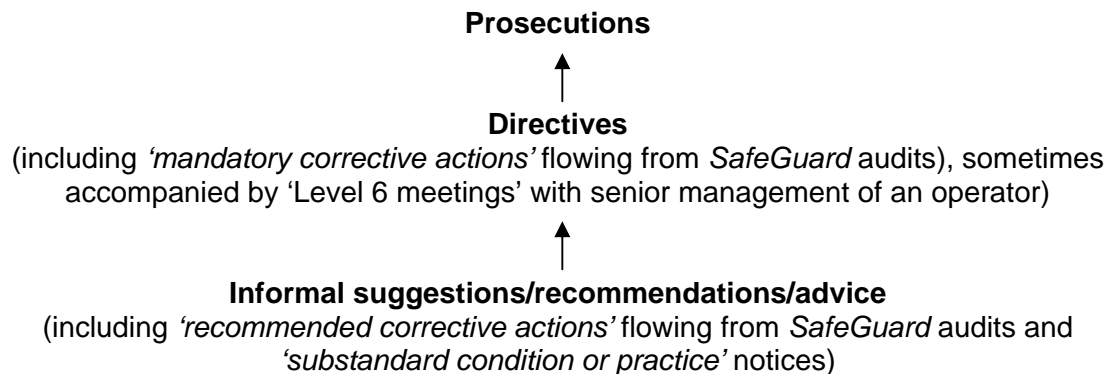 Prosecutions
Directives
(including ‘mandatory corrective actions’ flowing from SafeGuard audits), sometimes
accompanied by ‘Level 6 meetings’ with senior management of an operator)
Informal suggestions/recommendations/advice
(including ‘recommended corrective actions’ flowing from SafeGuard audits and
‘substandard condition or practice’ notices)